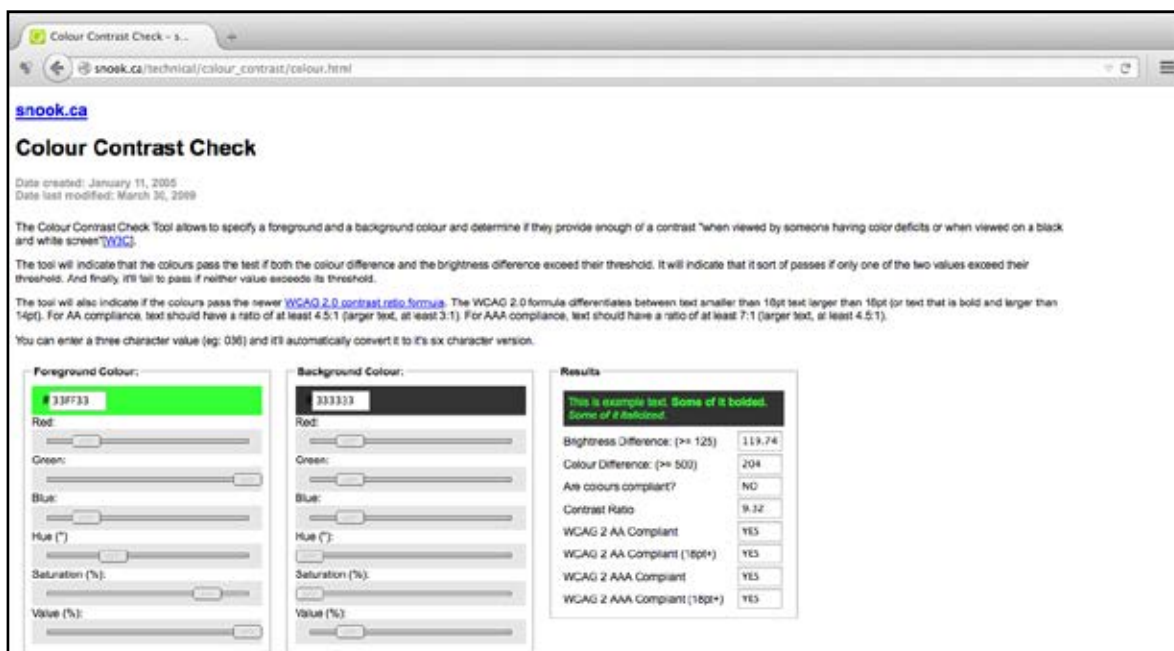 Colour Contrast Check - s...
snook.ca/technical/colour_contrast/colour.html
snook.ca
Colour Contrast Check
Date created: January 11, 2005
Date last modified: March 30, 2009
The Colour Contrast Check Tool allows to specify a foreground and a background colour and determine if they provide enough of a contrast "when viewed by someone having color deficits or when viewed on a black
and white screen"[W3C].
The tool will indicate that the colours pass the test if both the colour difference and the brightness difference exceed their threshold. It will indicate that it sort of passes if only one of the two values exceed their
threshold. And finally, it'll fail to pass if neither value exceeds its threshold.
The tool will also indicate if the colours pass the newer WCAG 2.0 contrast ratio formula. The WCAG 2.0 formula differentiates between text smaller than 18pt text larger than 18pt (or text that is bold and larger than
14pt). For AA compliance, text should have a ratio of at least 4.5:1 (larger text, at least 3:1). For AAA compliance, text should have a ratio of at least 7:1 (larger text, at least 4.5:1).
You can enter a three character value (eg: 036) and it'll automatically convert it to it's six character version.
Foreground Colour:
# 33FF33
Red:
Green:
Blue:
Hue (°)
Saturation (%):
Value (%):
Background Colour:
# 333333
Red:
Green:
Blue:
Hue (°):
Saturation (%):
Value (%):
Results
This is example text. Some of it bolded.
Some of it italicized.
Brightness Difference: (>= 125) 119.74
Colour Difference: (>= 500) 204
Are colours compliant? NO
Contrast Ratio 9.32
WCAG 2 AA Compliant YES
WCAG 2 AA Compliant (18pt+) YES
WCAG 2 AAA Compliant YES
WCAG 2 AAA Compliant (18pt+) YES